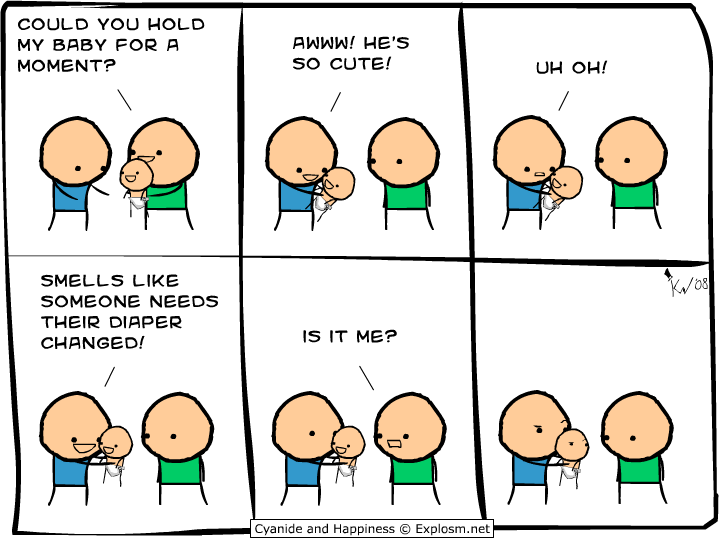 COULD YOU HOLD
MY BABY FOR A
MOMENT?
AWWW! HE'S
SO CUTE!
UH OH!
SMELLS LIKE
SOMEONE NEEDS
THEIR DIAPER
CHANGED!
IS IT ME?
KW '08
Cyanide and Happiness © Explosm.net